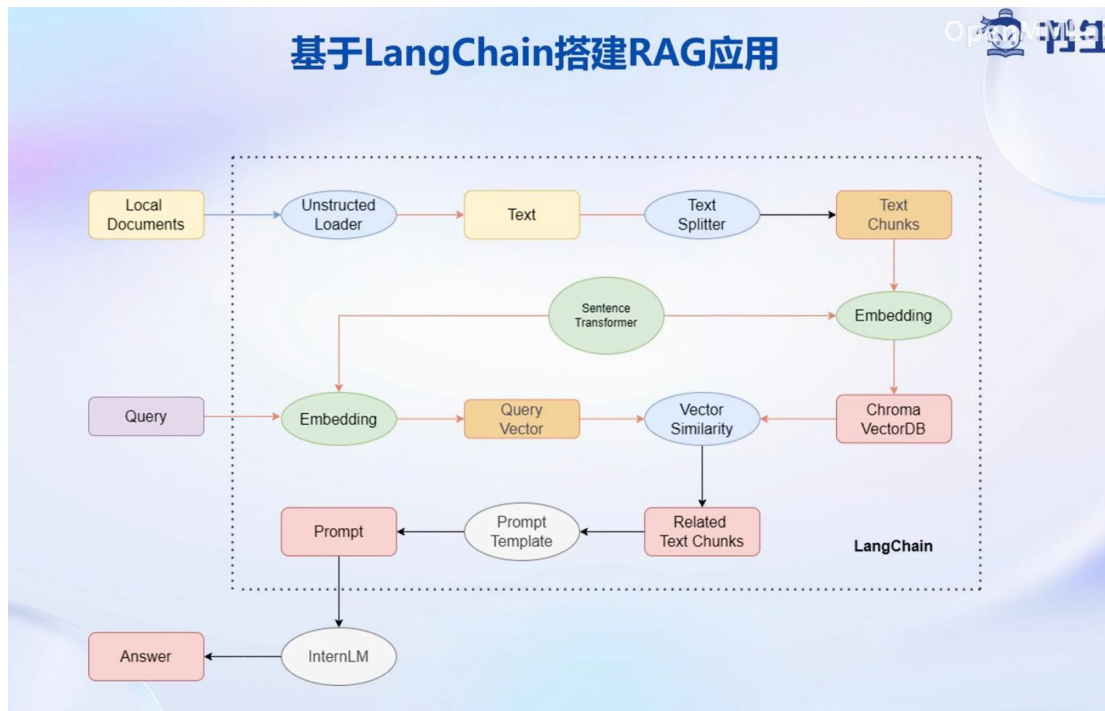 基于LangChain搭建RAG应用
Local
Documents
Unstructed
Loader
Text
Text
Splitter
Text
Chunks
Sentence
Transformer
Embedding
Query
Embedding
Query
Vector
Vector
Similarity
Chroma
VectorDB
Prompt
Prompt
Template
Related
Text Chunks
LangChain
Answer
InternLM